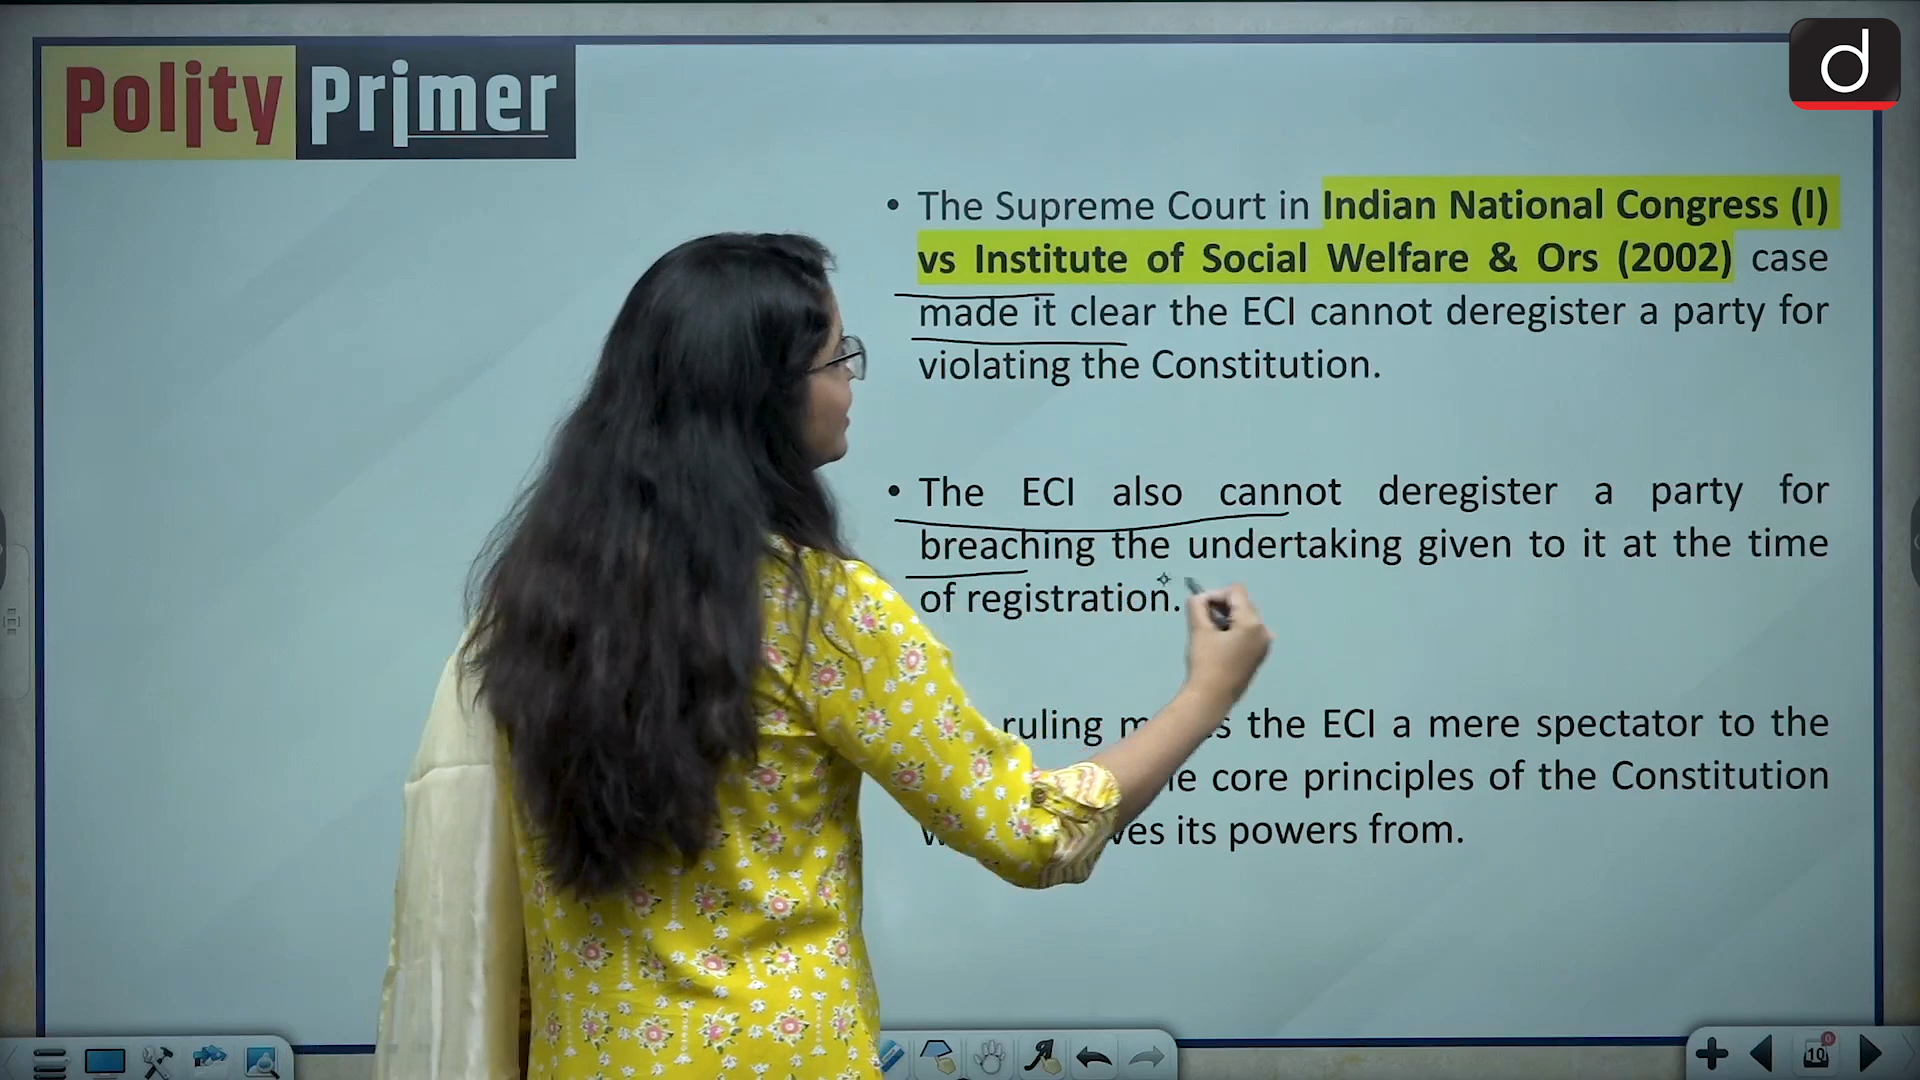 Polity Primer
d
• The Supreme Court in Indian National Congress (I)
vs Institute of Social Welfare & Ors (2002) case
made it clear the ECI cannot deregister a party for
violating the Constitution.
• The ECI also cannot deregister a party for
breaching the undertaking given to it at the time
of registration.
ruling the ECI a mere spectator to the
core principles of the Constitution
its powers from.
10